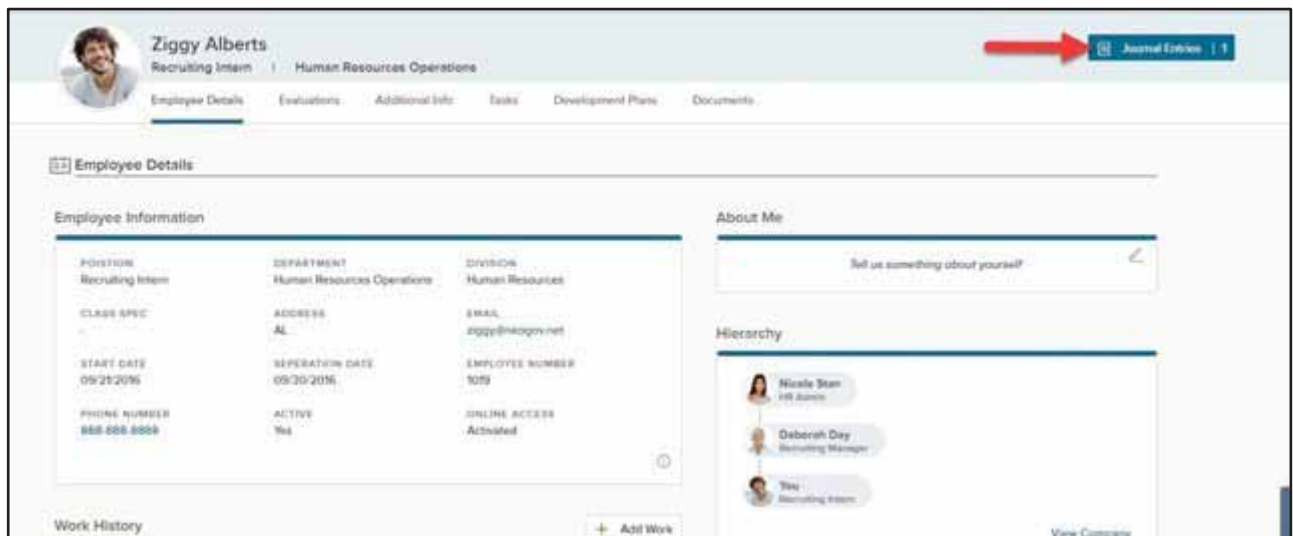 Ziggy Alberts
Recruiting Intern | Human Resources Operations
Journal Entries | 1
Employee Details Evaluations Additional Info Tasks Development Plans Documents
Employee Details
Employee Information
About Me
POSITION DEPARTMENT DIVISION
Recruiting Intern Human Resources Operations Human Resources
Tell us something about yourself!
CLASS SPEC ADDRESS EMAIL
- AL ziggy@neogov.net
Hierarchy
START DATE SEPERATION DATE EMPLOYEE NUMBER
09/21/2016 09/30/2016 1019
Nicole Starr
HR Admin
PHONE NUMBER ACTIVE ONLINE ACCESS
888-888-8888 Yes Activated
Deborah Day
Recruiting Manager
You
Recruiting Intern
Work History
+ Add Work
View Company